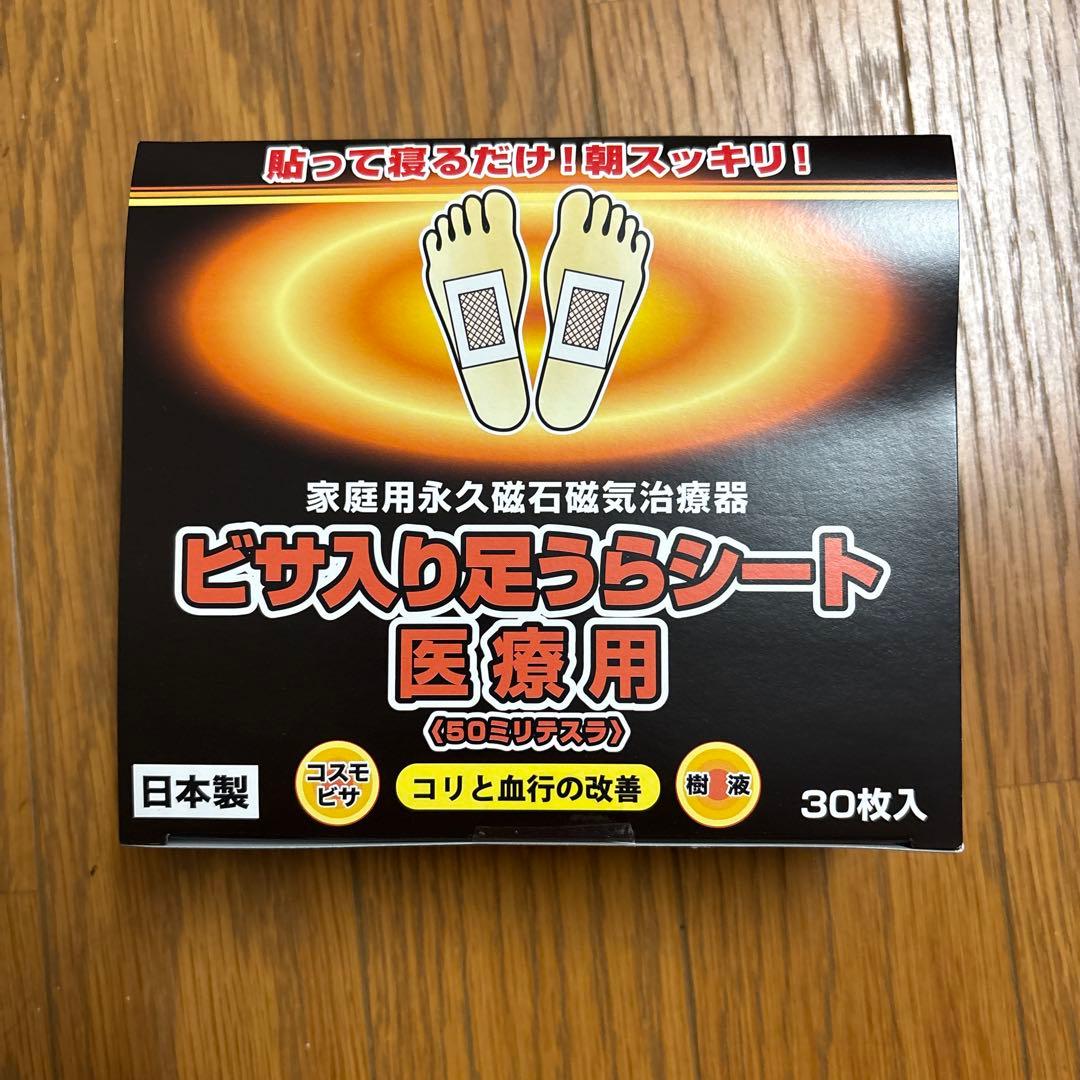 貼って寝るだけ!朝スッキリ!
家庭用永久磁石磁気治療器
ビサ入り足うらシート
医療用
《50ミリテスラ》
日本製
コスモ
ビサ
コリと血行の改善
樹液
30枚入